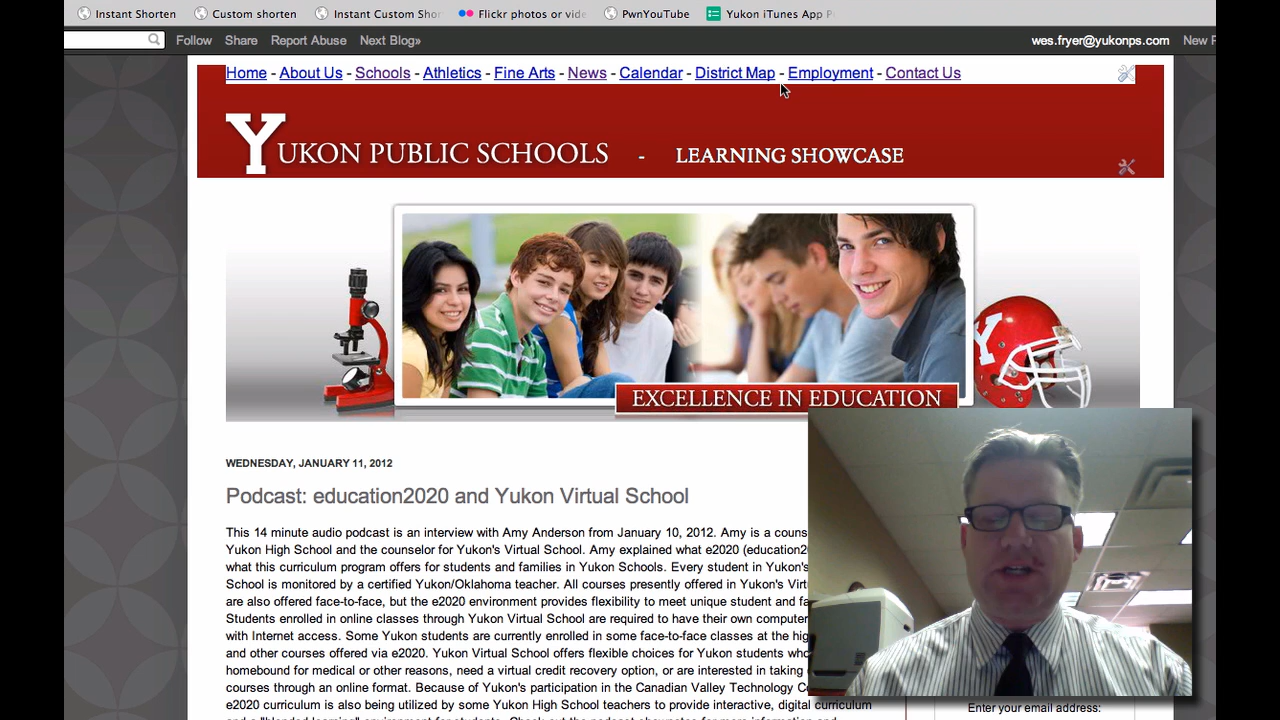 Instant Shorten Custom shorten Instant Custom Shor Flickr photos or vide PwnYouTube Yukon iTunes App P
Follow Share Report Abuse Next Blog» wes.fryer@yukonps.com New P
Home - About Us - Schools - Athletics - Fine Arts - News - Calendar - District Map - Employment - Contact Us
YUKON PUBLIC SCHOOLS - LEARNING SHOWCASE
Y
EXCELLENCE IN EDUCATION
WEDNESDAY, JANUARY 11, 2012
Podcast: education2020 and Yukon Virtual School
This 14 minute audio podcast is an interview with Amy Anderson from January 10, 2012. Amy is a couns
Yukon High School and the counselor for Yukon's Virtual School. Amy explained what e2020 (education2
what this curriculum program offers for students and families in Yukon Schools. Every student in Yukon's
School is monitored by a certified Yukon/Oklahoma teacher. All courses presently offered in Yukon's Virt
are also offered face-to-face, but the e2020 environment provides flexibility to meet unique student and fa
Students enrolled in online classes through Yukon Virtual School are required to have their own computer
with Internet access. Some Yukon students are currently enrolled in some face-to-face classes at the hig
and other courses offered via e2020. Yukon Virtual School offers flexible choices for Yukon students who
homebound for medical or other reasons, need a virtual credit recovery option, or are interested in taking
courses through an online format. Because of Yukon's participation in the Canadian Valley Technology C
e2020 curriculum is also being utilized by some Yukon High School teachers to provide interactive, digital curriculum
Enter your email address: